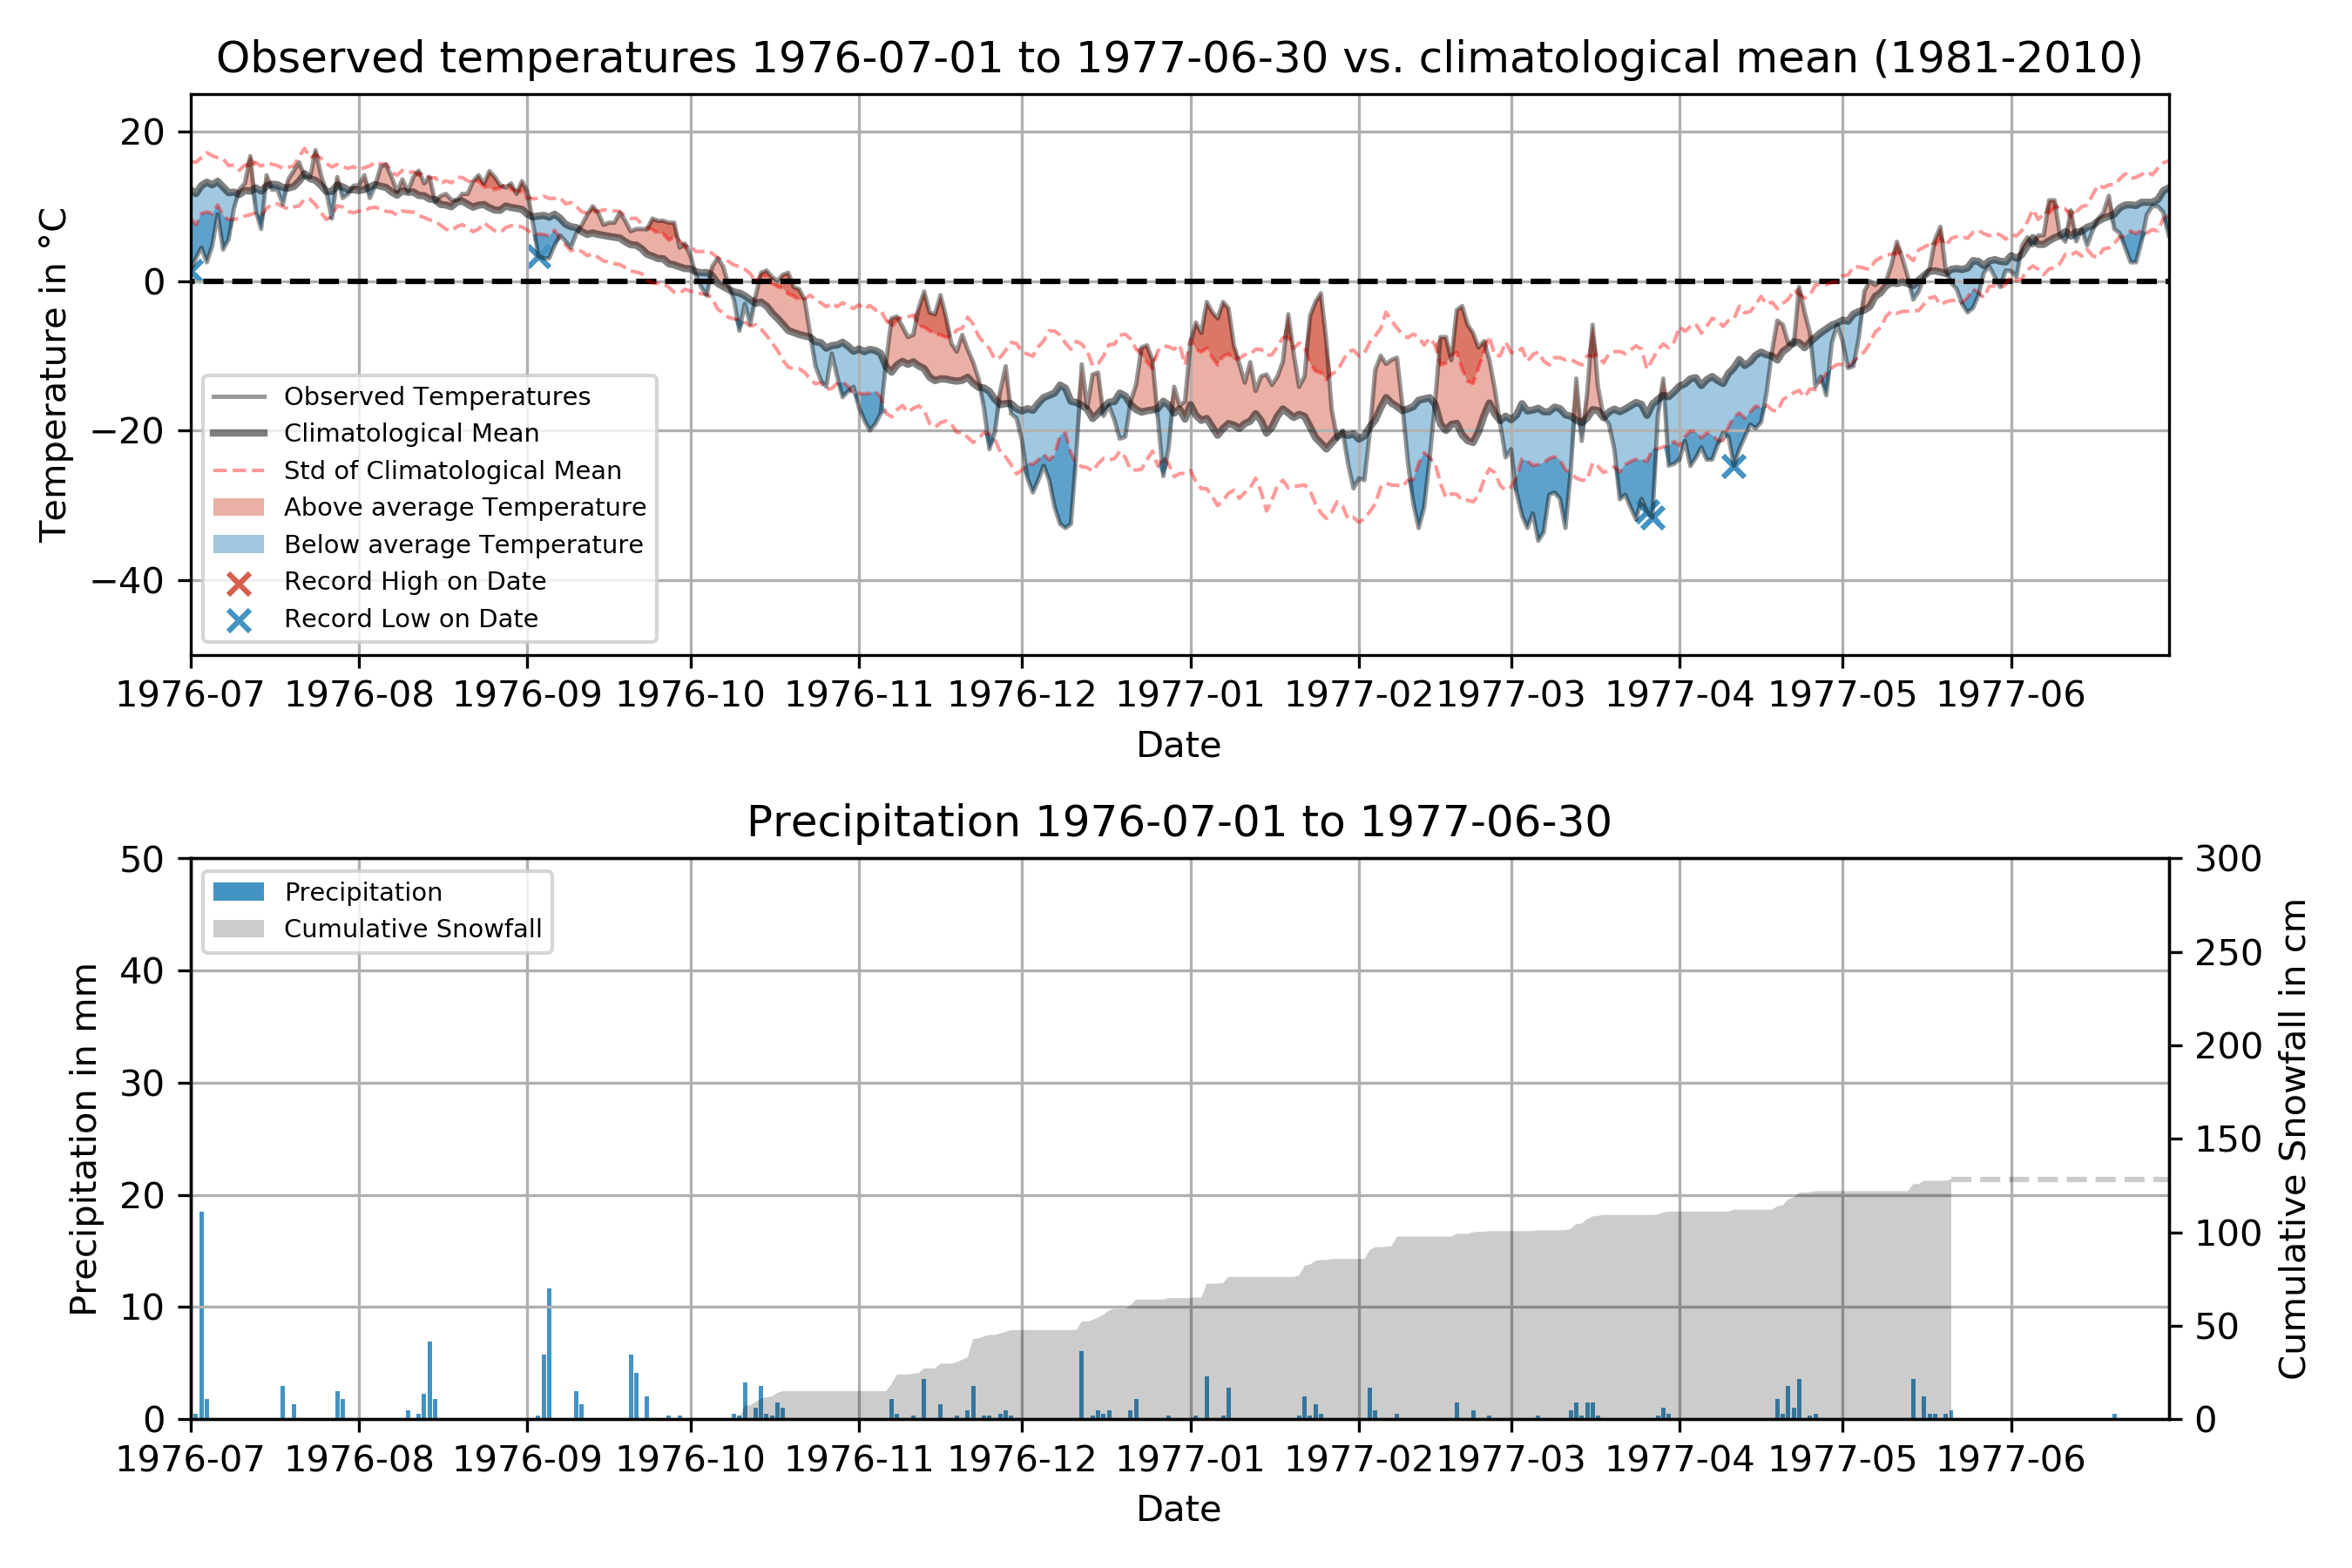 Observed temperatures 1976-07-01 to 1977-06-30 vs. climatological mean (1981-2010)
Temperature in °C
20
0
−20
−40
Observed Temperatures
Climatological Mean
Std of Climatological Mean
Above average Temperature
Below average Temperature
Record High on Date
Record Low on Date
1976-07 1976-08 1976-09 1976-10 1976-11 1976-12 1977-01 1977-02 1977-03 1977-04 1977-05 1977-06
Date
Precipitation 1976-07-01 to 1977-06-30
Precipitation in mm
50
40
30
20
10
0
Precipitation
Cumulative Snowfall
300
250
200
150
100
50
0
Cumulative Snowfall in cm
1976-07 1976-08 1976-09 1976-10 1976-11 1976-12 1977-01 1977-02 1977-03 1977-04 1977-05 1977-06
Date